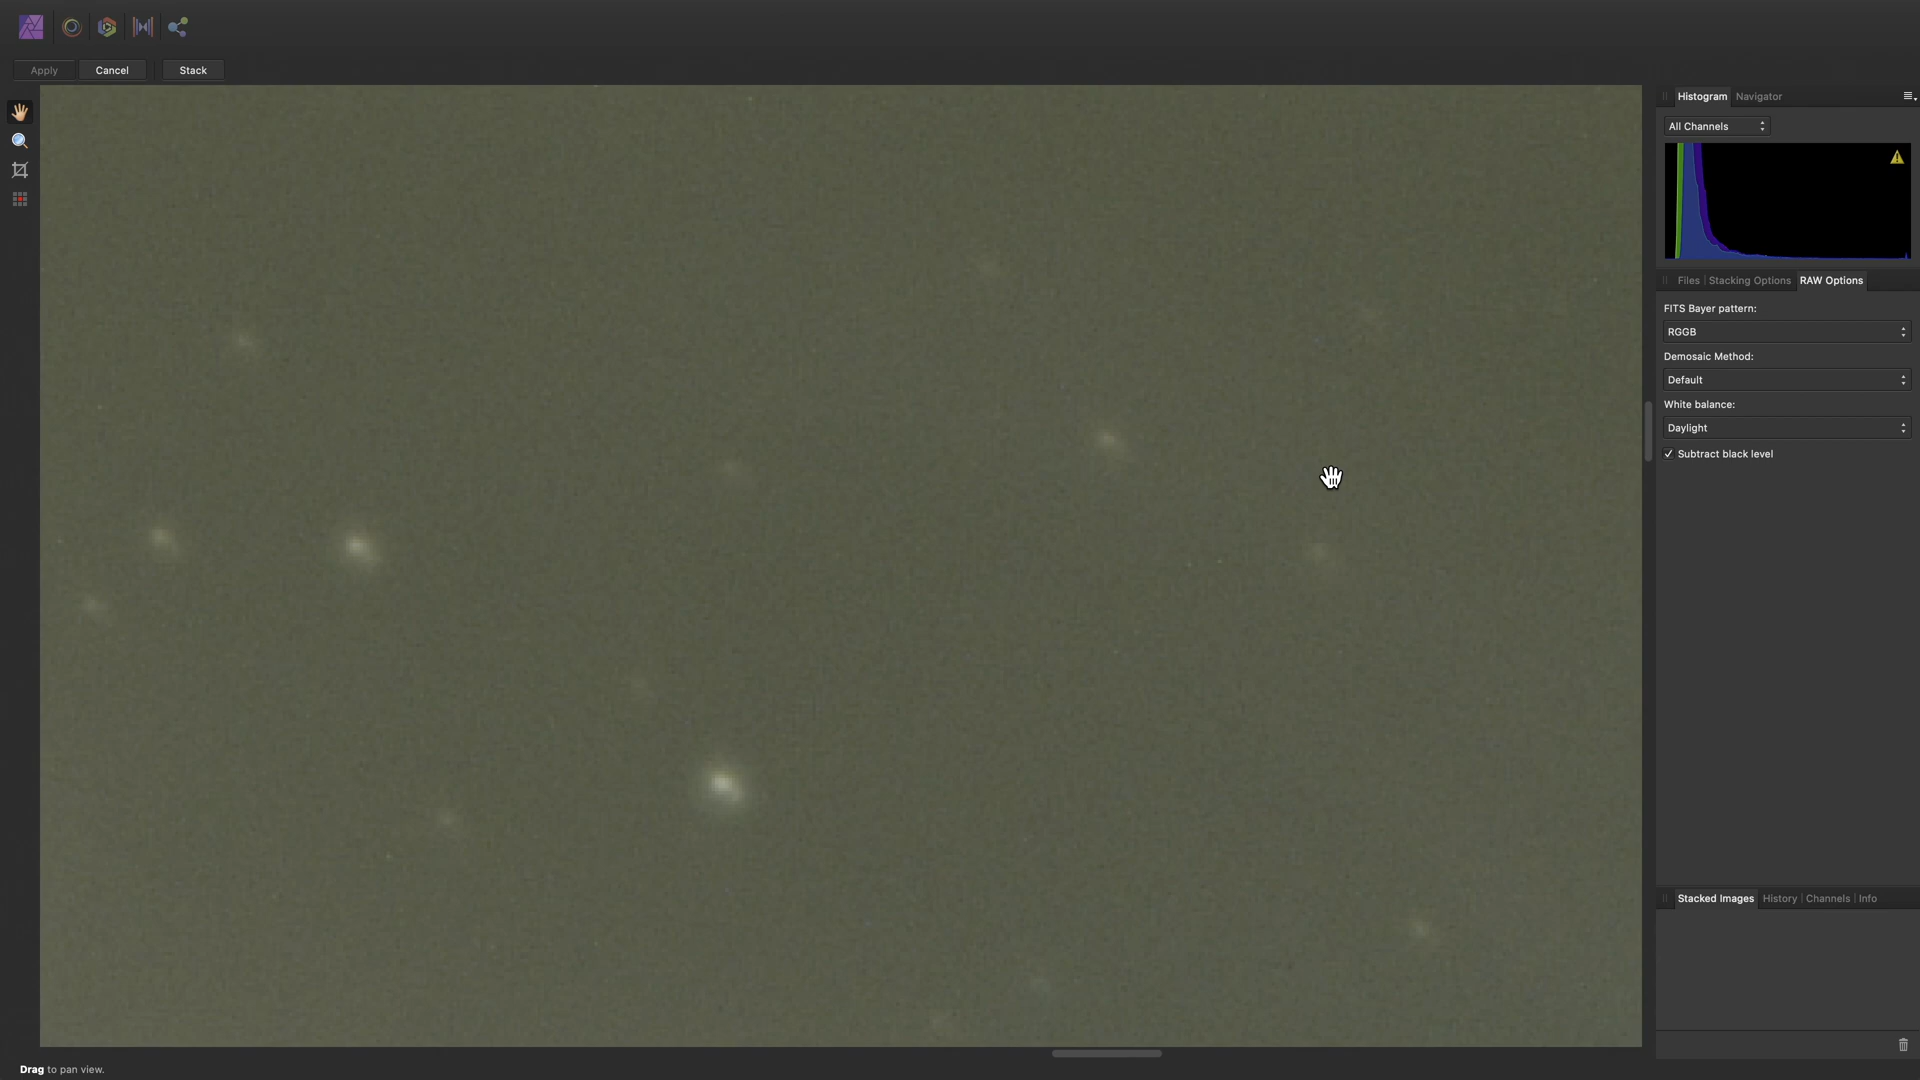 Apply Cancel Stack
Histogram Navigator
All Channels
Files Stacking Options RAW Options
FITS Bayer pattern:
RGGB
Demosaic Method:
Default
White balance:
Daylight
Subtract black level
Stacked Images History Channels Info
Drag to pan view.